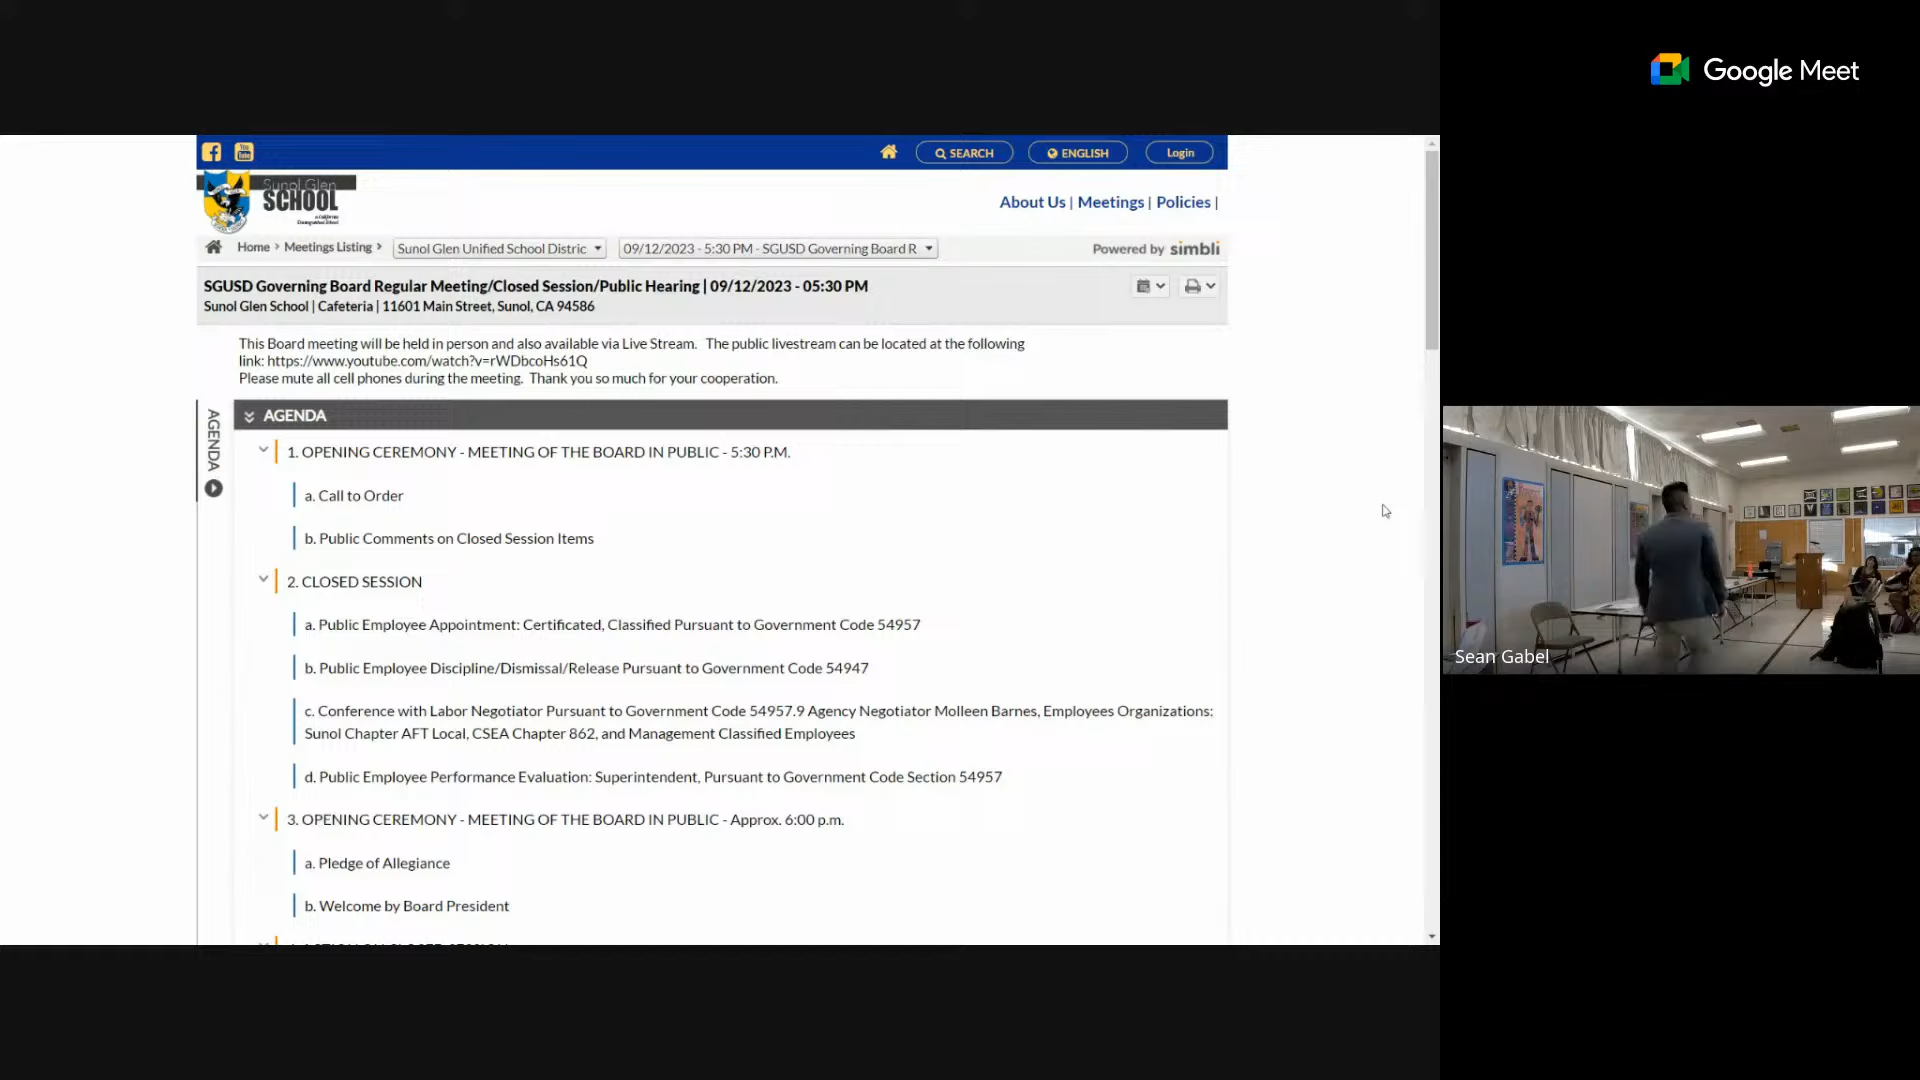 Google Meet
You
Tube
SEARCH
ENGLISH
Login
Sunol Glen
SCHOOL
About Us | Meetings | Policies |
Home > Meetings Listing >
Sunol Glen Unified School Distric
09/12/2023 - 5:30 PM - SGUSD Governing Board R
Powered by simbli
SGUSD Governing Board Regular Meeting/Closed Session/Public Hearing | 09/12/2023 - 05:30 PM
Sunol Glen School | Cafeteria | 11601 Main Street, Sunol, CA 94586
This Board meeting will be held in person and also available via Live Stream. The public livestream can be located at the following
link: https://www.youtube.com/watch?v=rWDbcoHs61Q
Please mute all cell phones during the meeting. Thank you so much for your cooperation.
AGENDA
AGENDA
1. OPENING CEREMONY - MEETING OF THE BOARD IN PUBLIC - 5:30 P.M.
a. Call to Order
b. Public Comments on Closed Session Items
2. CLOSED SESSION
a. Public Employee Appointment: Certificated, Classified Pursuant to Government Code 54957
b. Public Employee Discipline/Dismissal/Release Pursuant to Government Code 54947
c. Conference with Labor Negotiator Pursuant to Government Code 54957.9 Agency Negotiator Molleen Barnes, Employees Organizations:
Sunol Chapter AFT Local, CSEA Chapter 862, and Management Classified Employees
d. Public Employee Performance Evaluation: Superintendent, Pursuant to Government Code Section 54957
3. OPENING CEREMONY - MEETING OF THE BOARD IN PUBLIC - Approx. 6:00 p.m.
a. Pledge of Allegiance
b. Welcome by Board President
Sean Gabel